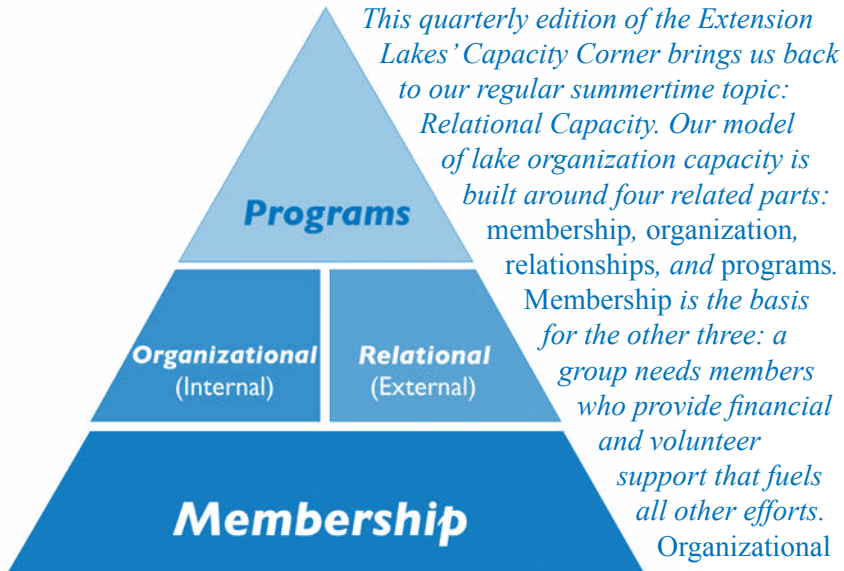 This quarterly edition of the Extension
Lakes’ Capacity Corner brings us back
to our regular summertime topic:
Relational Capacity. Our model
of lake organization capacity is
built around four related parts:
membership, organization,
relationships, and programs.
Membership is the basis
for the other three: a
group needs members
who provide financial
and volunteer
support that fuels
all other efforts.
Organizational
Programs
Organizational
(Internal)
Relational
(External)
Membership